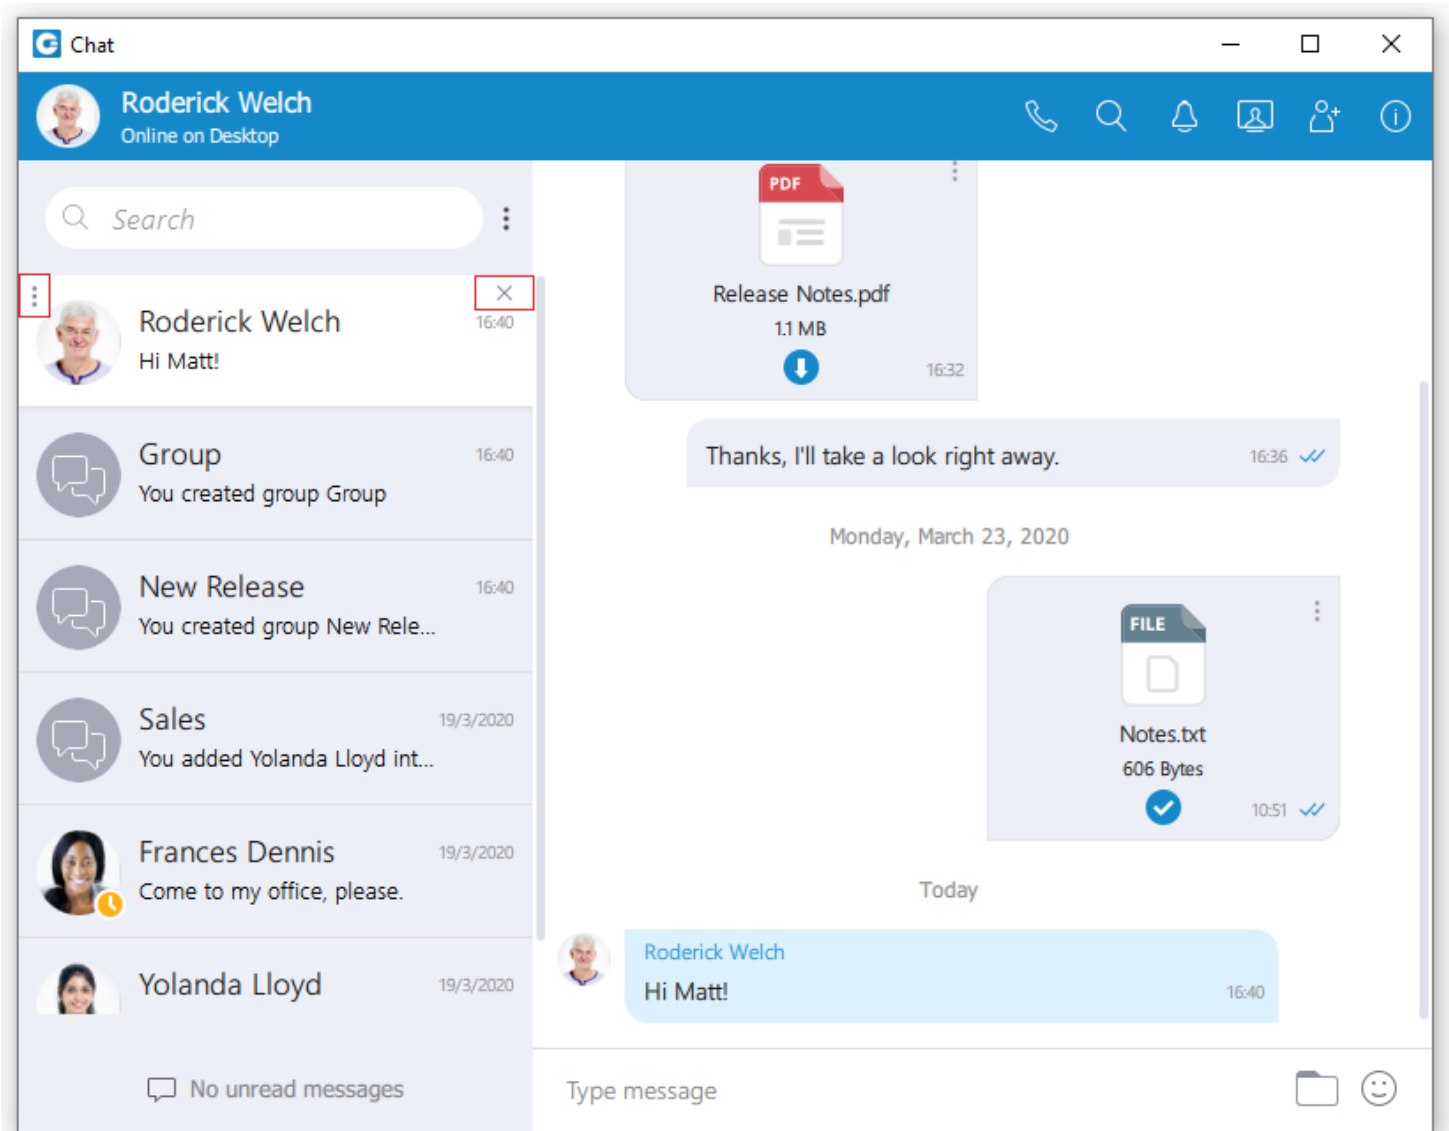 Chat
Roderick Welch
Online on Desktop
Search
Roderick Welch
16:40
Hi Matt!
Group
16:40
You created group Group
New Release
16:40
You created group New Rele...
Sales
19/3/2020
You added Yolanda Lloyd int...
Frances Dennis
19/3/2020
Come to my office, please.
Yolanda Lloyd
19/3/2020
No unread messages
PDF
Release Notes.pdf
1.1 MB
16:32
Thanks, I'll take a look right away.
16:36
Monday, March 23, 2020
FILE
Notes.txt
606 Bytes
10:51
Today
Roderick Welch
Hi Matt!
16:40
Type message